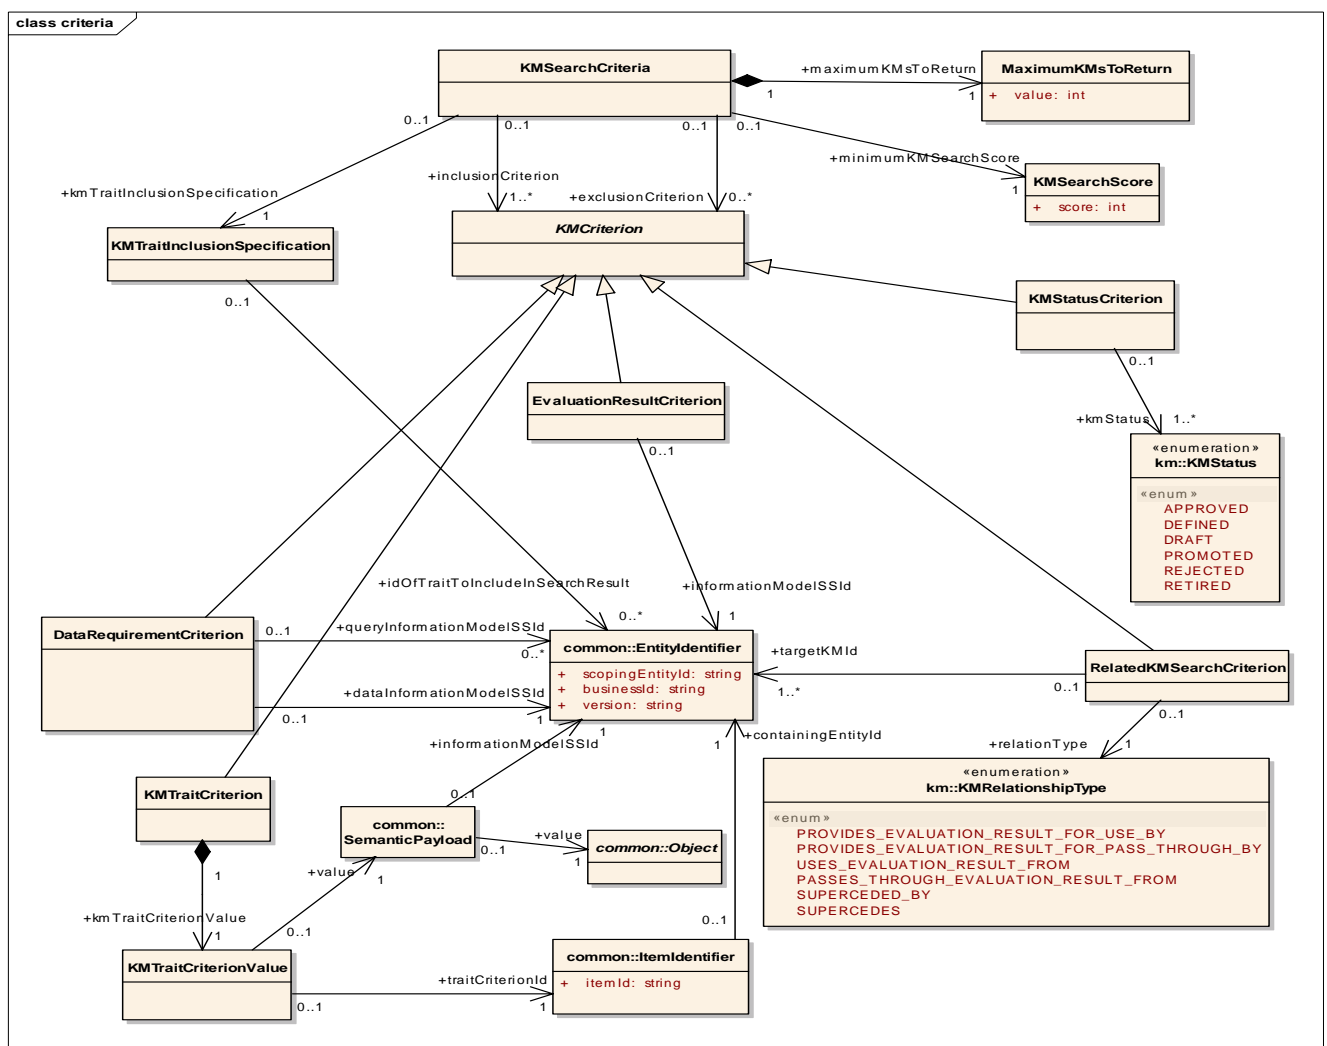 class criteria
KMSearchCriteria
+maximumKMsToReturn
1
1
MaximumKMsToReturn
+ value: int
0..1
0..1
0..1
0..1
+minimumKMSearchScore
1
KMSearchScore
+ score: int
+kmTraitInclusionSpecification
1
+inclusionCriterion
1..*
+exclusionCriterion
0..*
KMTraitInclusionSpecification
0..1
KMCriterion
KMStatusCriterion
0..1
+kmStatus
1..*
«enumeration»
km::KMStatus
«enum»
APPROVED
DEFINED
DRAFT
PROMOTED
REJECTED
RETIRED
EvaluationResultCriterion
0..1
+idOfTraitToIncludeInSearchResult
0..*
+informationModelSSId
1
DataRequirementCriterion
0..1
+queryInformationModelSSId
0..*
+dataInformationModelSSId
0..1
1
common::EntityIdentifier
+ scopingEntityId: string
+ businessId: string
+ version: string
+targetKMId
1..*
0..1
RelatedKMSearchCriterion
0..1
+relationType
1
+informationModelSSId
1
0..1
+containingEntityId
1
0..1
«enumeration»
km::KMRelationshipType
«enum»
PROVIDES_EVALUATION_RESULT_FOR_USE_BY
PROVIDES_EVALUATION_RESULT_FOR_PASS_THROUGH_BY
USES_EVALUATION_RESULT_FROM
PASSES_THROUGH_EVALUATION_RESULT_FROM
SUPERCEDED_BY
SUPERCEDES
KMTraitCriterion
1
+kmTraitCriterionValue
1
common::
SemanticPayload
0..1
+value
1
common::Object
+value
1
0..1
KMTraitCriterionValue
0..1
+traitCriterionId
1
common::ItemIdentifier
+ itemId: string